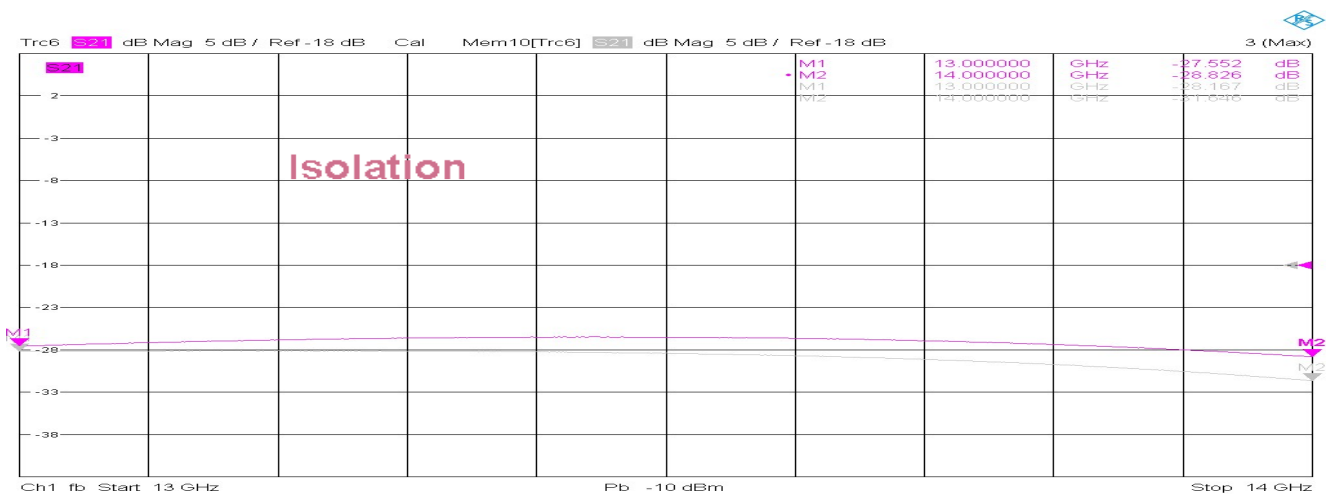 Trc6 S21 dB Mag 5 dB / Ref -18 dB Cal Mem10[Trc6] S21 dB Mag 5 dB / Ref -18 dB 3 (Max)
S21
M1 13.000000 GHz -27.552 dB
• M2 14.000000 GHz -28.826 dB
M1 13.000000 GHz -28.167 dB
M2 14.000000 GHz -31.646 dB
2
-3
Isolation
-8
-13
-18
-23
M1
M2
-28
M2
-33
-38
Ch1 fb Start 13 GHz Pb -10 dBm Stop 14 GHz